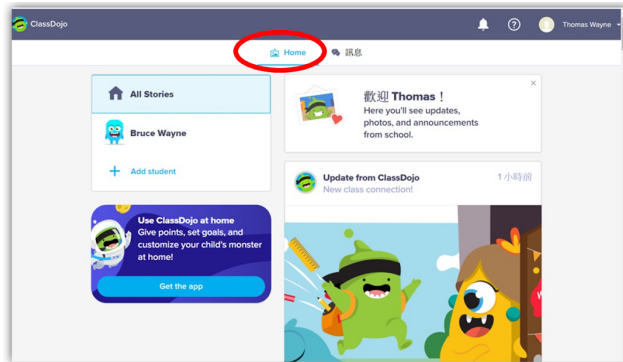 ClassDojo
Thomas Wayne
Home
訊息
All Stories
Bruce Wayne
Add student
Use ClassDojo at home
Give points, set goals, and
customize your child's monster
at home!
Get the app
歡迎 Thomas！
Here you'll see updates,
photos, and announcements
from school.
Update from ClassDojo
1 小時前
New class connection!